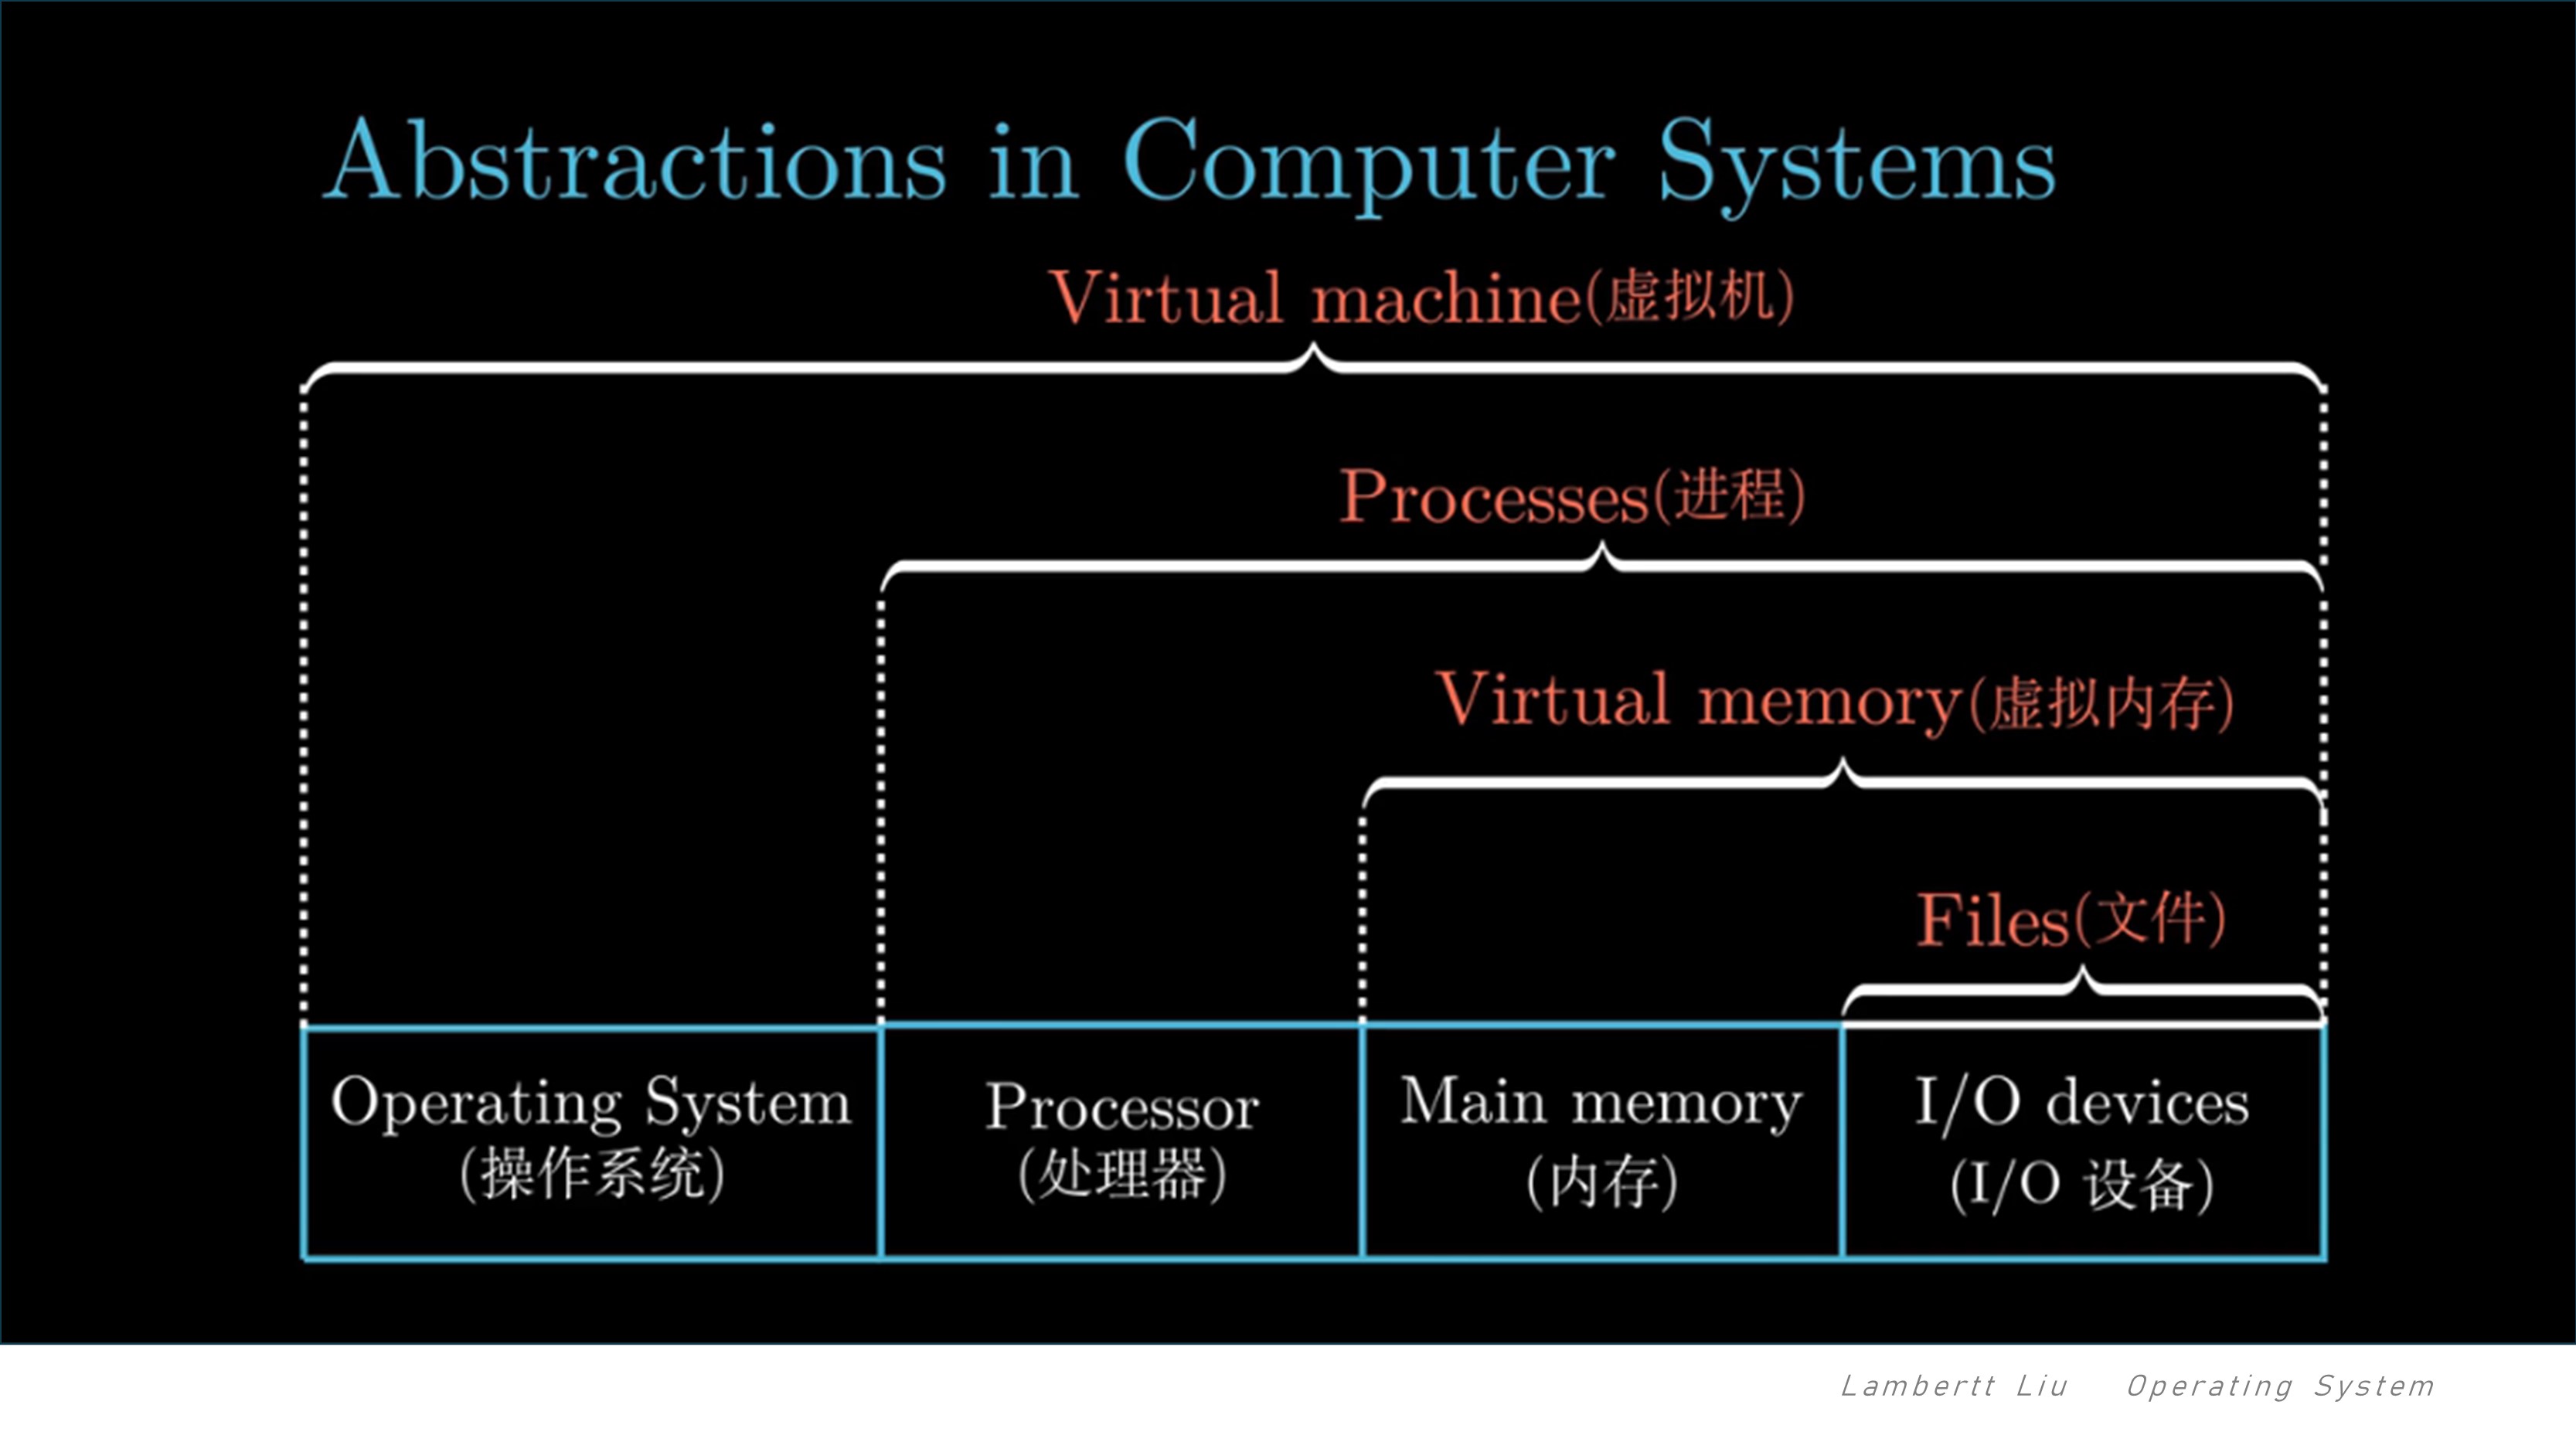 Abstractions in Computer Systems
Virtual machine(虚拟机)
Processes(进程)
Virtual memory(虚拟内存)
Files(文件)
Operating System
(操作系统)
Processor
(处理器)
Main memory
(内存)
I/O devices
(I/O 设备)
Lambertt Liu Operating System